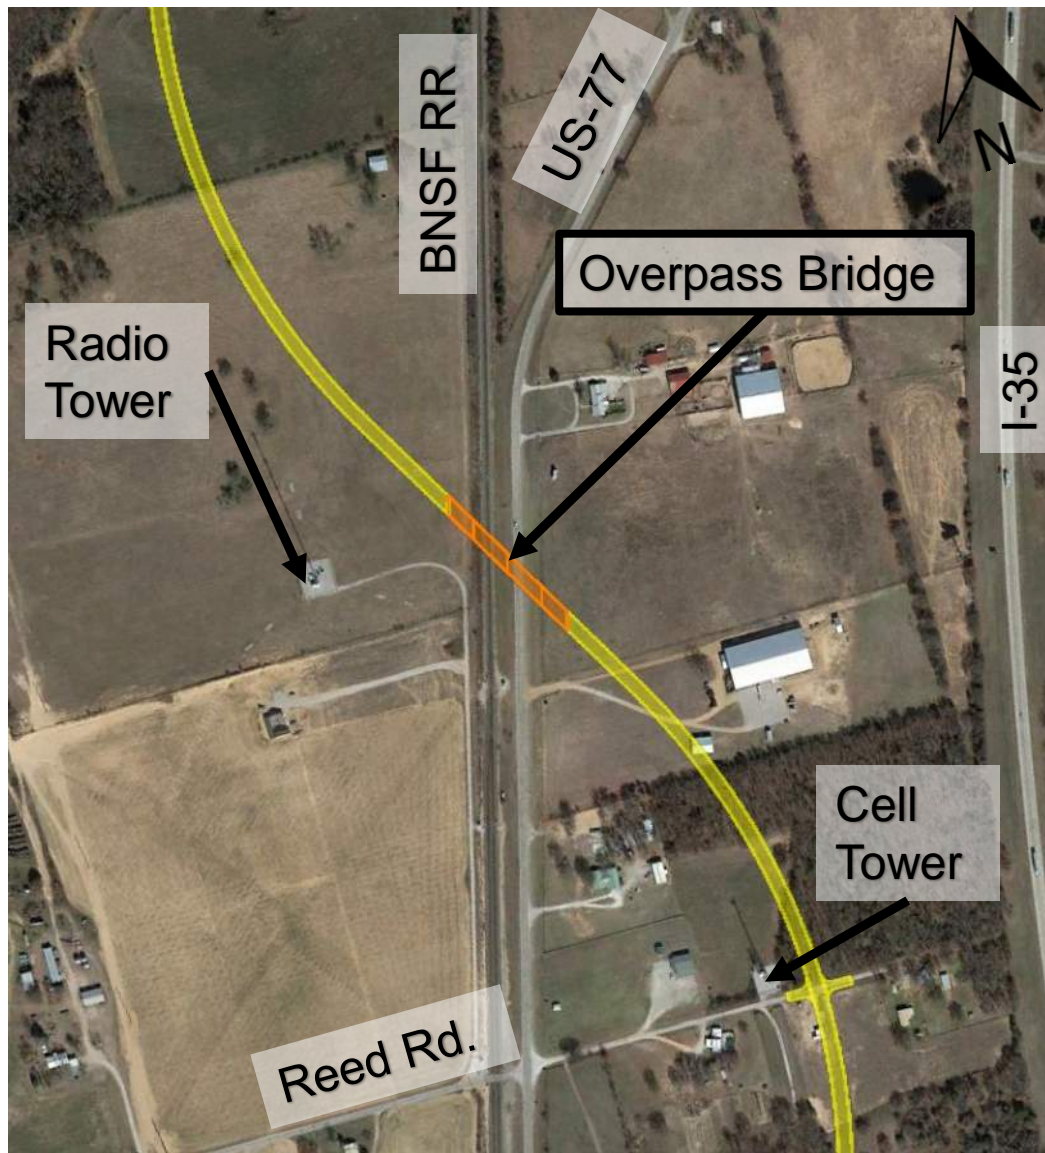 BNSF RR
US-77
N
Overpass Bridge
Radio
Tower
I-35
Cell
Tower
Reed Rd.